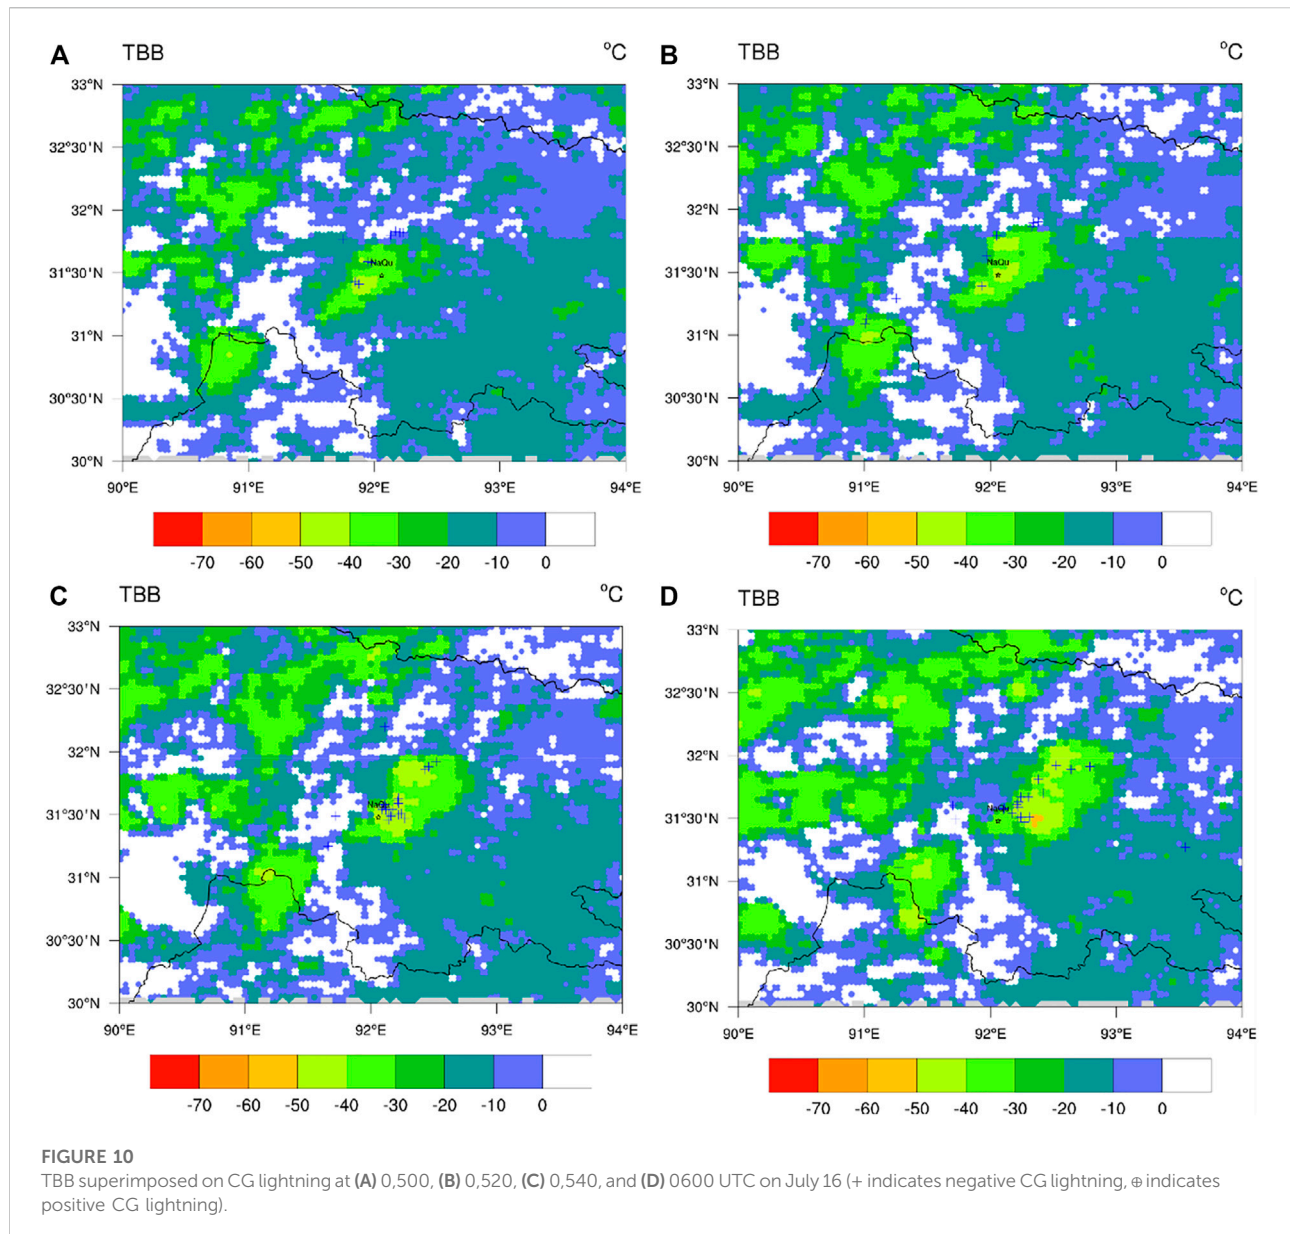 A TBB °C
33°N
32°30'N
32°N
31°30'N
31°N
30°30'N
30°N
NaQu
90°E 91°E 92°E 93°E 94°E
-70 -60 -50 -40 -30 -20 -10 0
B TBB °C
33°N
32°30'N
32°N
31°30'N
31°N
30°30'N
30°N
NaQu
90°E 91°E 92°E 93°E 94°E
-70 -60 -50 -40 -30 -20 -10 0
C TBB °C
33°N
32°30'N
32°N
31°30'N
31°N
30°30'N
30°N
90°E 91°E 92°E 93°E 94°E
-70 -60 -50 -40 -30 -20 -10 0
D TBB °C
33°N
32°30'N
32°N
31°30'N
31°N
30°30'N
30°N
90°E 91°E 92°E 93°E 94°E
-70 -60 -50 -40 -30 -20 -10 0
FIGURE 10
TBB superimposed on CG lightning at (A) 0,500, (B) 0,520, (C) 0,540, and (D) 0600 UTC on July 16 (+ indicates negative CG lightning, ⊕ indicates
positive CG lightning).